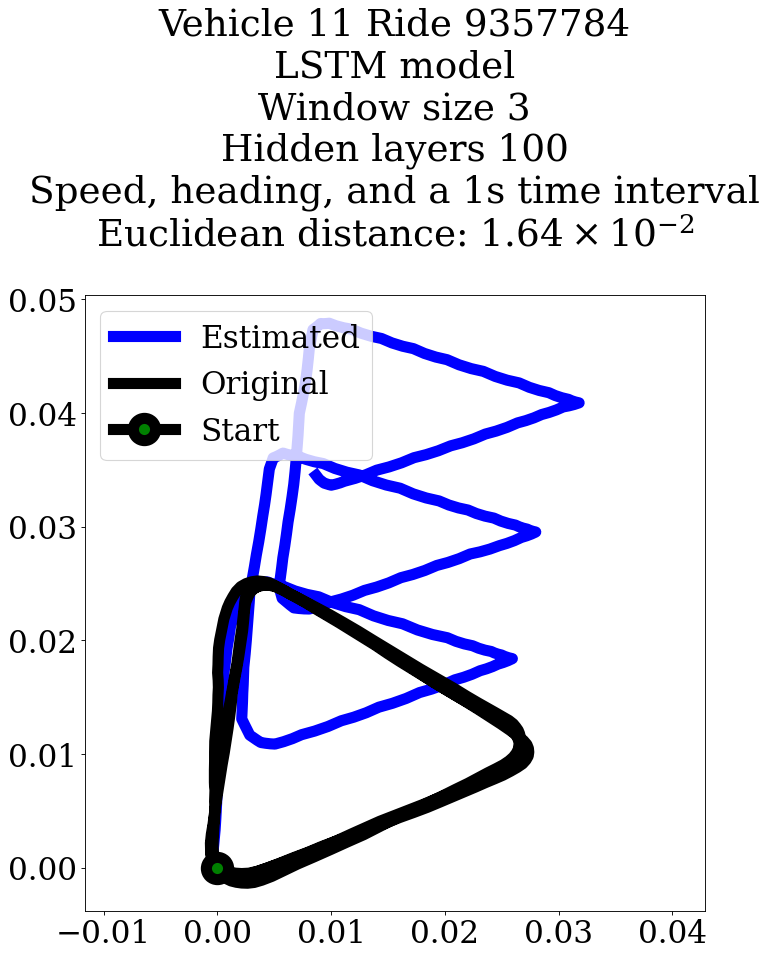 Vehicle 11 Ride 9357784
LSTM model
Window size 3
Hidden layers 100
Speed, heading, and a 1s time interval
Euclidean distance: 1.64 × 10⁻²
0.05
0.04
0.03
0.02
0.01
0.00
Estimated
Original
Start
−0.01 0.00 0.01 0.02 0.03 0.04